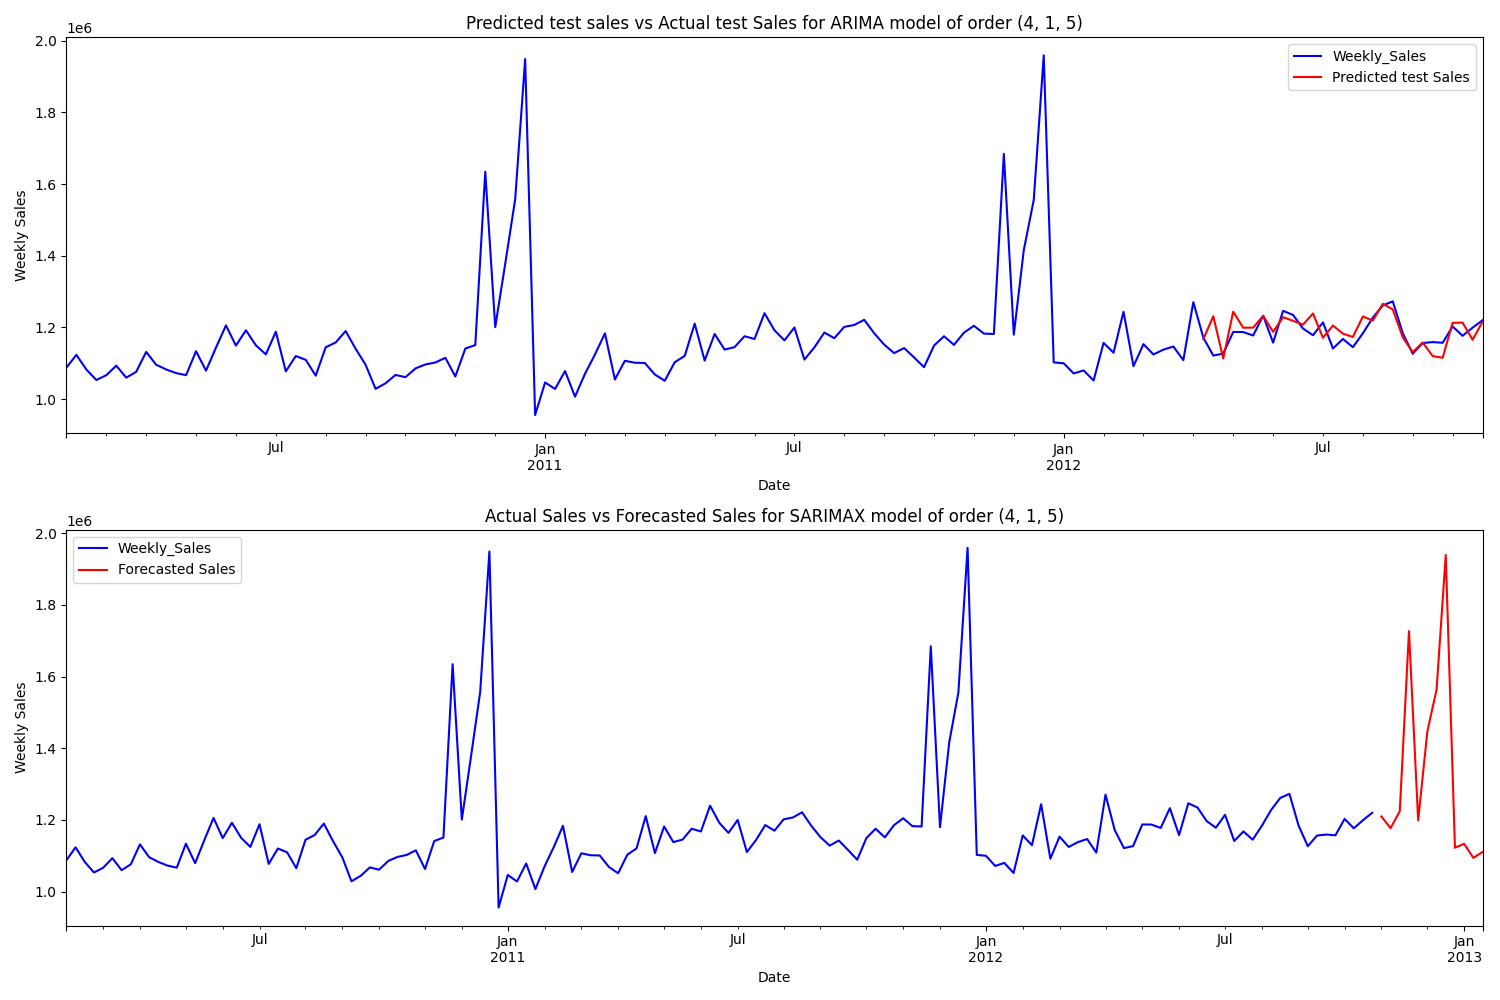 Predicted test sales vs Actual test Sales for ARIMA model of order (4, 1, 5)
1e6
2.0
1.8
1.6
1.4
1.2
1.0
Weekly Sales
Weekly_Sales
Predicted test Sales
Jul
Jan
2011
Jul
Jan
2012
Jul
Date
Actual Sales vs Forecasted Sales for SARIMAX model of order (4, 1, 5)
1e6
2.0
1.8
1.6
1.4
1.2
1.0
Weekly Sales
Weekly_Sales
Forecasted Sales
Jul
Jan
2011
Jul
Jan
2012
Jul
Jan
2013
Date